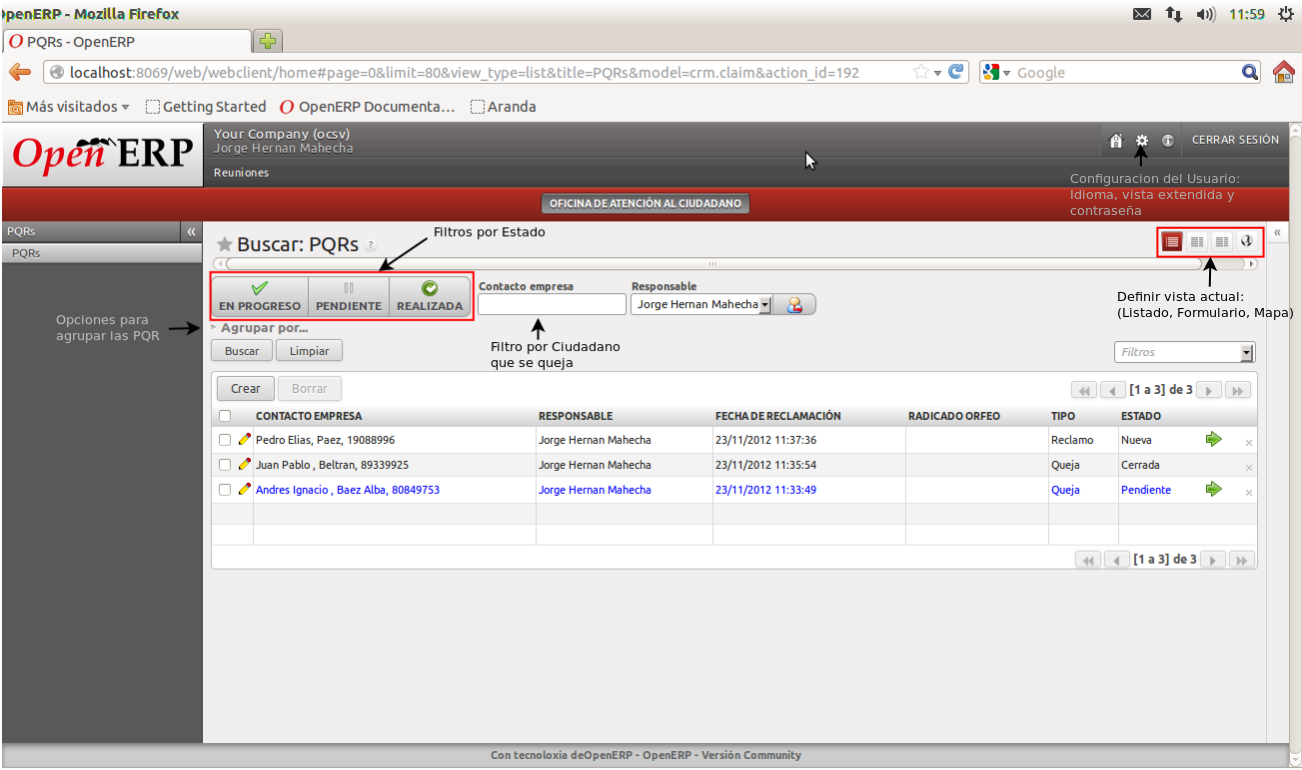 OpenERP - Mozilla Firefox
11:59
PQRs - OpenERP
localhost:8069/web/webclient/home#page=0&limit=80&view_type=list&title=PQRs&model=crm.claim&action_id=192
Google
Más visitados
Getting Started
OpenERP Documenta...
Aranda
Open ERP
Your Company (ocsv)
Jorge Hernan Mahecha
CERRAR SESIÓN
Reuniones
Configuracion del Usuario:
Idioma, vista extendida y
contraseña
OFICINA DE ATENCIÓN AL CIUDADANO
PQRs
«
PQRs
Buscar: PQRs ?
Filtros por Estado
«
EN PROGRESO
PENDIENTE
REALIZADA
Contacto empresa
Responsable
Jorge Hernan Mahecha
Definir vista actual:
(Listado, Formulario, Mapa)
Opciones para
agrupar las PQR
Agrupar por...
Filtro por Ciudadano
que se queja
Buscar
Limpiar
Filtros
Crear
Borrar
[1 a 3] de 3
CONTACTO EMPRESA RESPONSABLE FECHA DE RECLAMACIÓN RADICADO ORFEO TIPO ESTADO
Pedro Elias, Paez, 19088996 Jorge Hernan Mahecha 23/11/2012 11:37:36 Reclamo Nueva
Juan Pablo , Beltran, 89339925 Jorge Hernan Mahecha 23/11/2012 11:35:54 Queja Cerrada
Andres Ignacio , Baez Alba, 80849753 Jorge Hernan Mahecha 23/11/2012 11:33:49 Queja Pendiente
[1 a 3] de 3
Con tecnoloxia deOpenERP - OpenERP - Versión Community